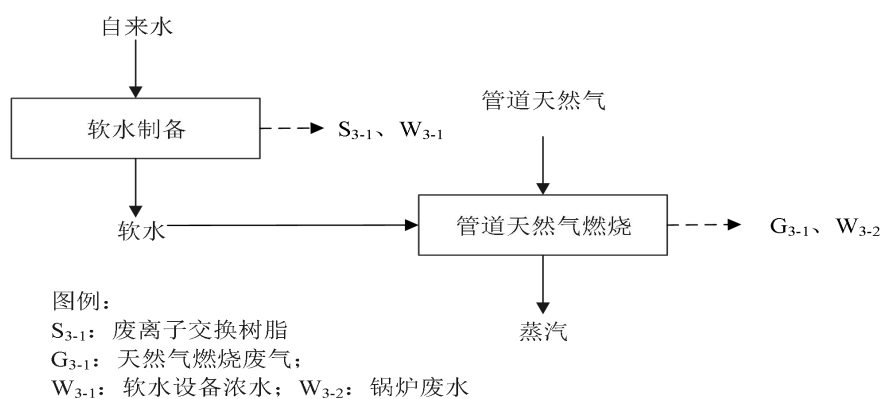 自来水
管道天然气
软水制备
S3-1、W3-1
软水
管道天然气燃烧
G3-1、W3-2
蒸汽
图例：
S3-1：废离子交换树脂
G3-1：天然气燃烧废气；
W3-1：软水设备浓水；W3-2：锅炉废水